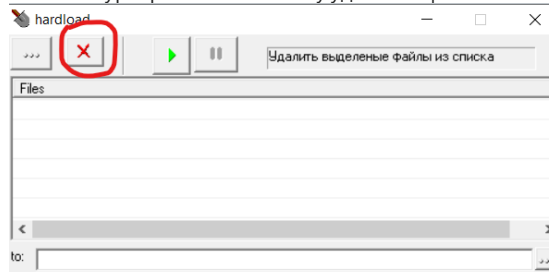 hardload
...
Удалить выделеные файлы из списка
Files
to: